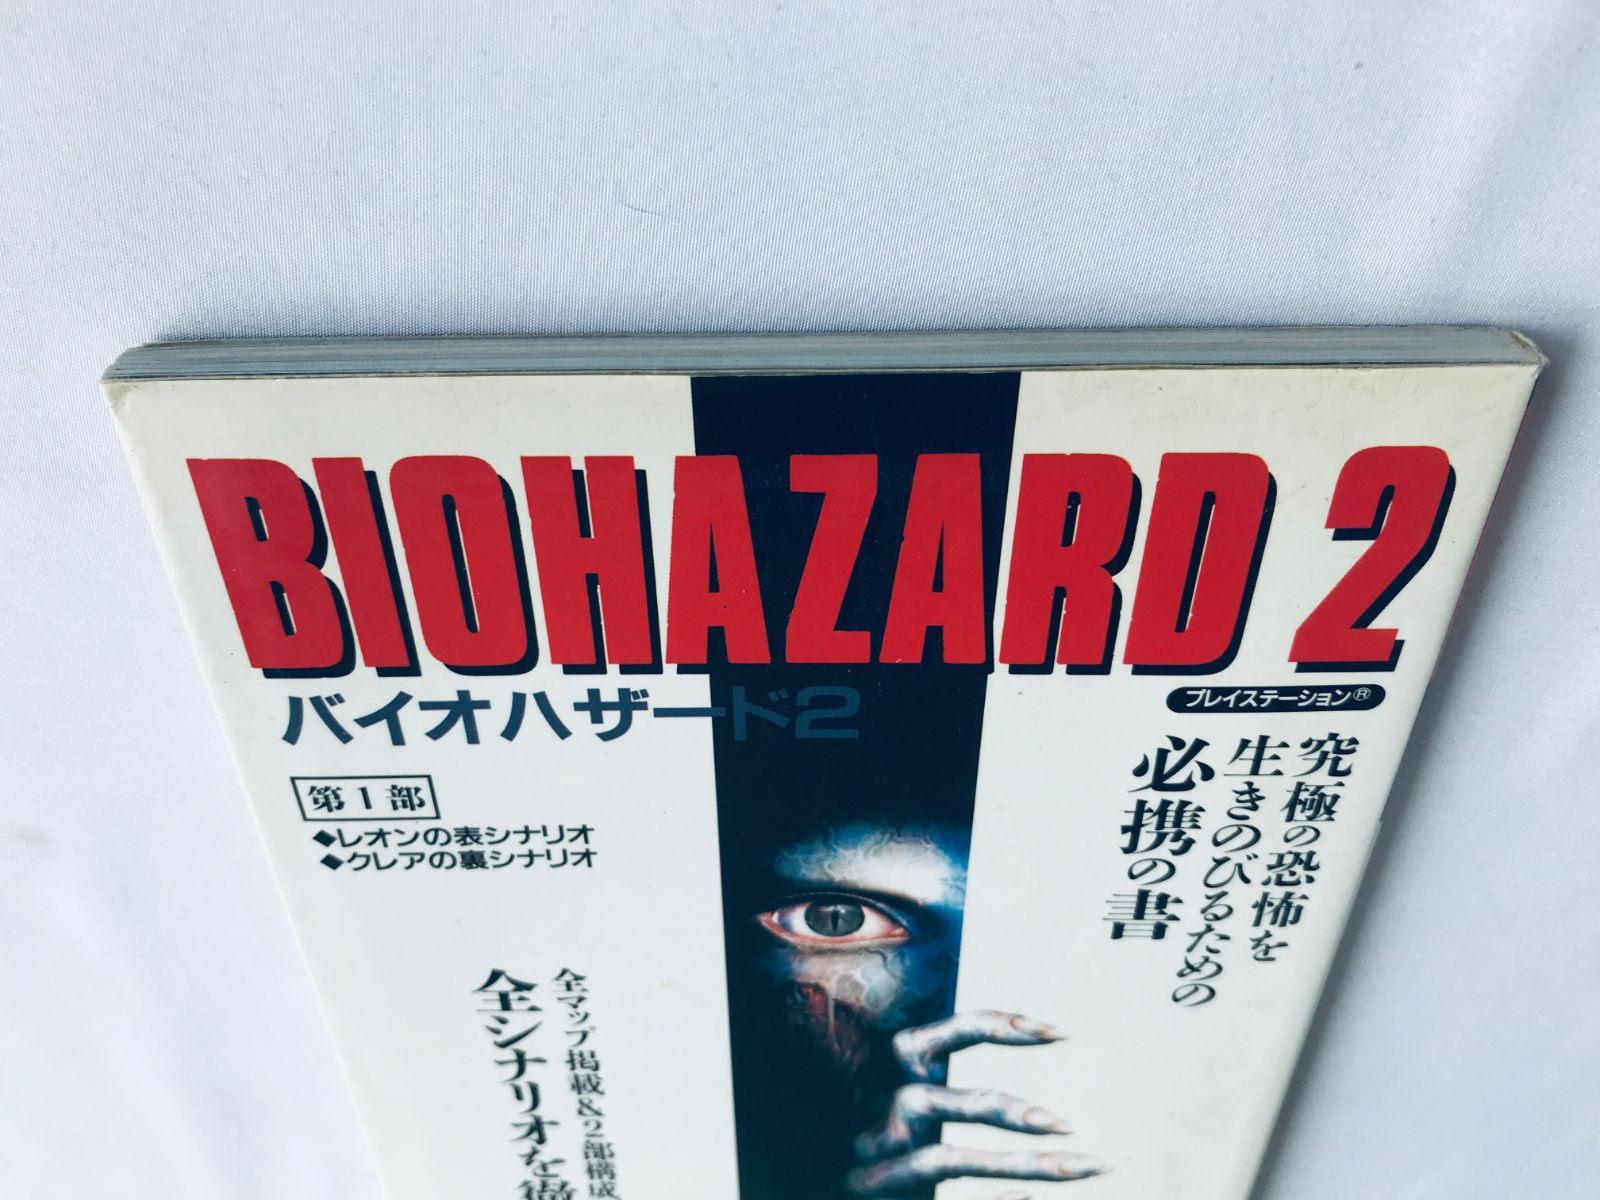 BIOHAZARD 2
バイオハザード2
プレイステーション®
究極の恐怖を
生きのびるための
必携の書
第1部
◆レオンの表シナリオ
◆クレアの裏シナリオ
全マップ掲載&2部構成
全シナリオを徹